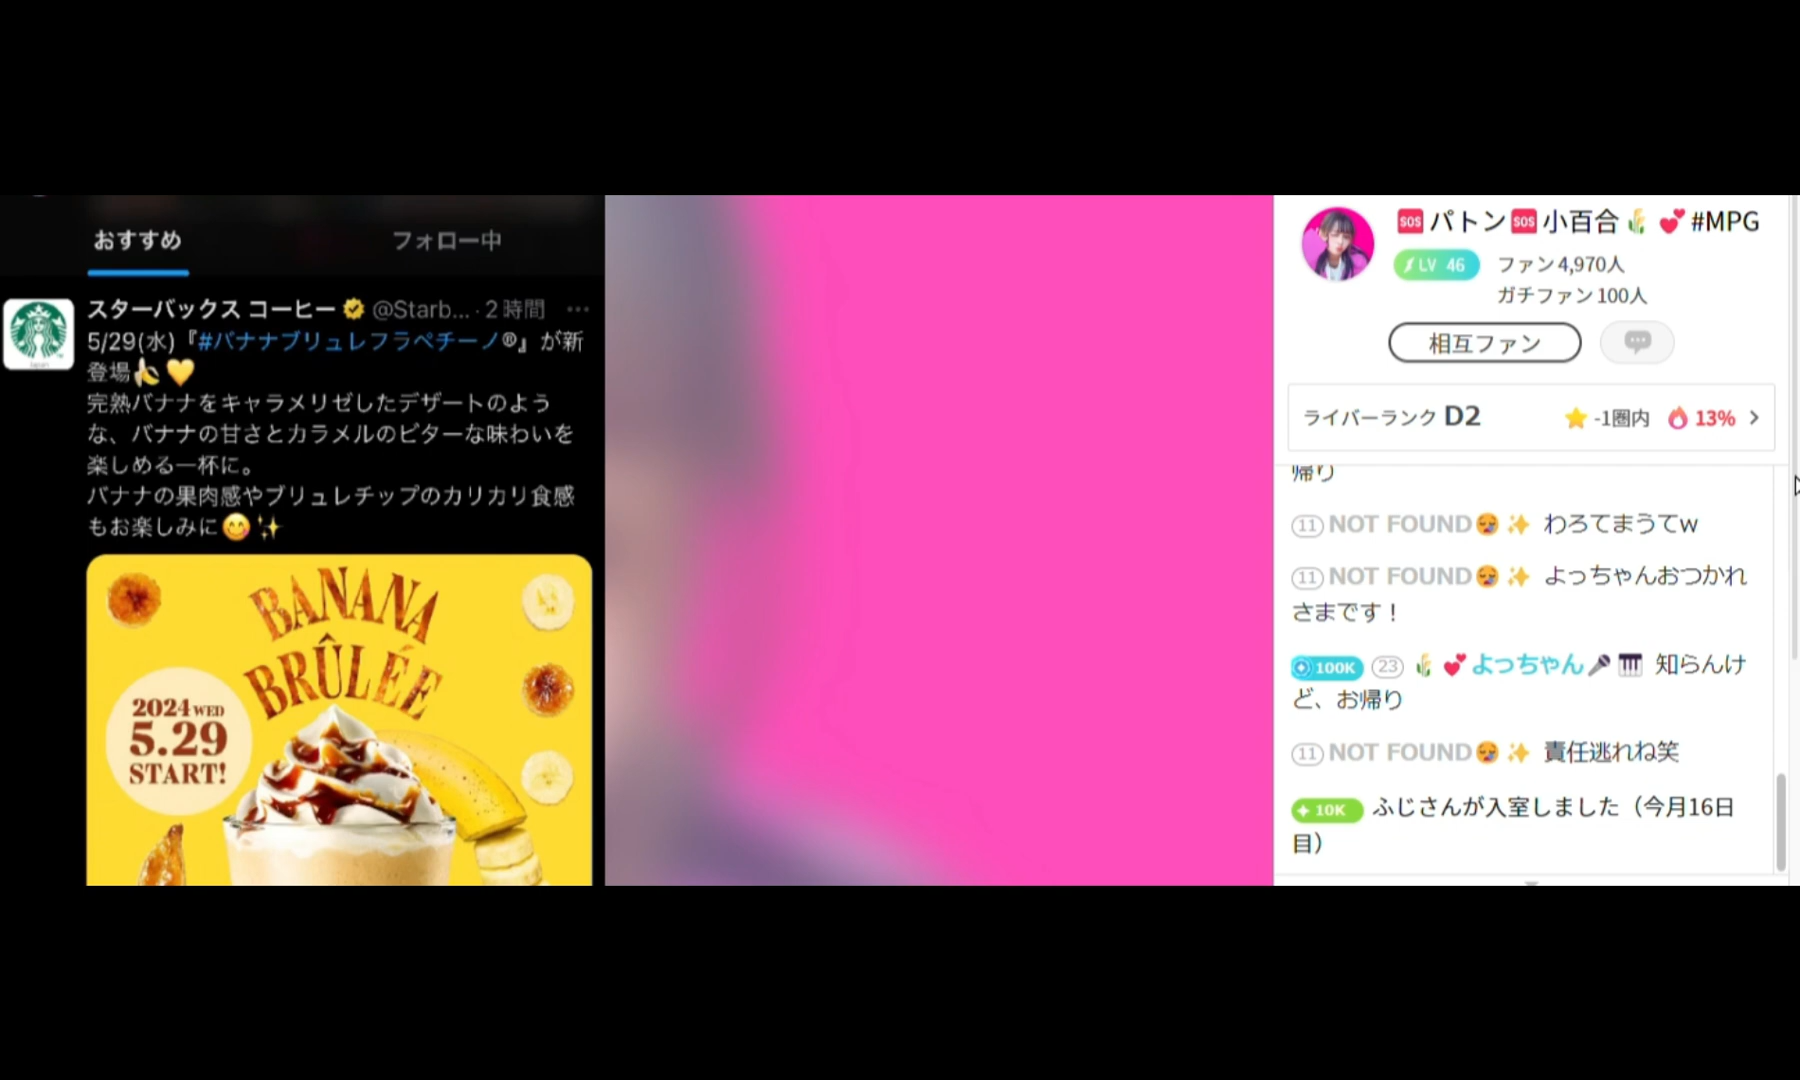 おすすめ
フォロー中
スターバックス コーヒー @Starb... · 2時間 ···
5/29(水)『#バナナブリュレフラペチーノ®』が新
登場🍌💛
完熟バナナをキャラメリゼしたデザートのよう
な、バナナの甘さとカラメルのビターな味わいを
楽しめる一杯に。
バナナの果肉感やブリュレチップのカリカリ食感
もお楽しみに😋✨
BANANA
BRÛLÉE
2024 WED
5.29
START!
🆘パトン🆘小百合🌾💕#MPG
LV 46
ファン4,970人
ガチファン100人
相互ファン
ライバーランク D2
-1圏内
13%
帰り
11 NOT FOUND😪✨ わろてまうてw
11 NOT FOUND😪✨ よっちゃんおつかれ
さまです！
100K 23 🌾💕よっちゃん🎤🎹 知らんけ
ど、お帰り
11 NOT FOUND😪✨ 責任逃れね笑
10K ふじさんが入室しました（今月16日
目）